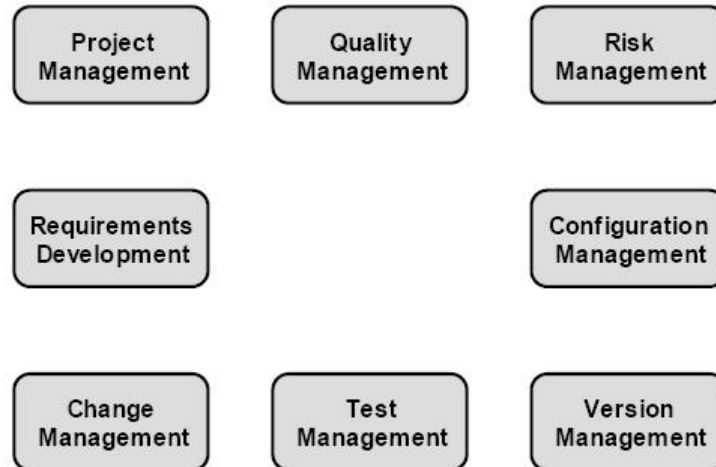 Project
Management
Quality
Management
Risk
Management
Requirements
Development
Configuration
Management
Change
Management
Test
Management
Version
Management